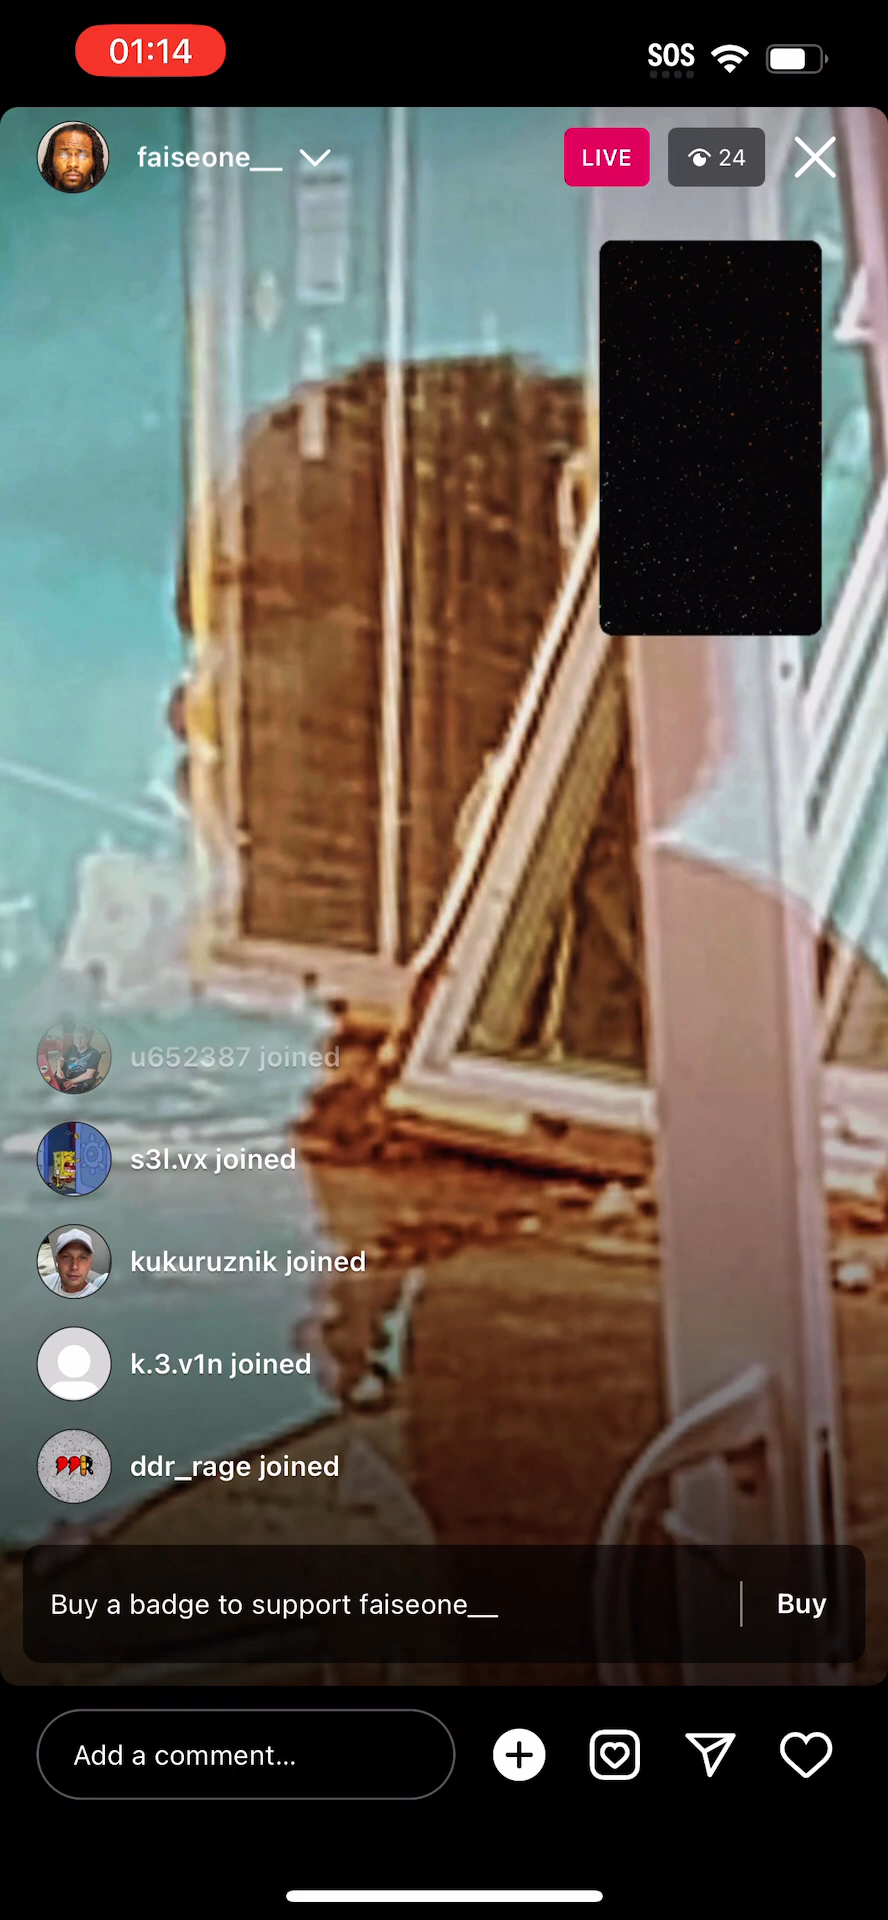 01:14
SOS
faiseone__
LIVE
24
u652387 joined
s3l.vx joined
kukuruznik joined
k.3.v1n joined
ddr_rage joined
Buy a badge to support faiseone__
Buy
Add a comment...